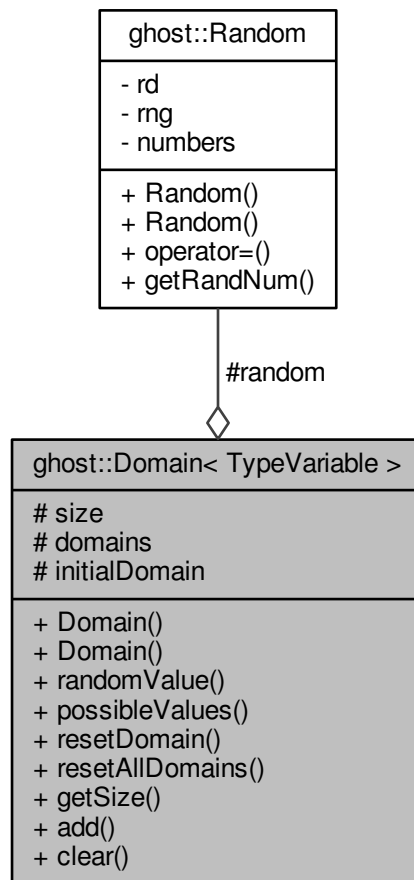 ghost::Random
- rd
- rng
- numbers
+ Random()
+ Random()
+ operator=()
+ getRandNum()
#random
ghost::Domain< TypeVariable >
# size
# domains
# initialDomain
+ Domain()
+ Domain()
+ randomValue()
+ possibleValues()
+ resetDomain()
+ resetAllDomains()
+ getSize()
+ add()
+ clear()